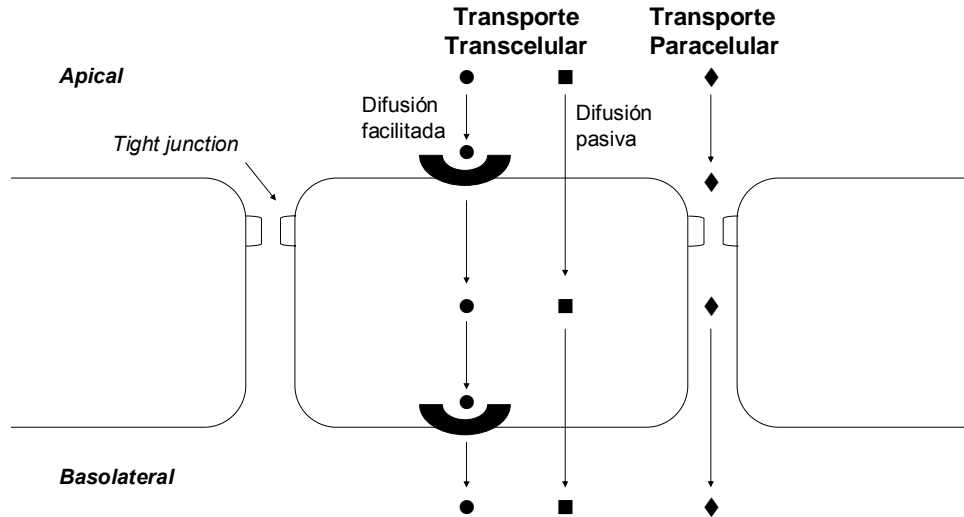 Transporte
Transcelular
Transporte
Paracelular
Apical
Difusión
facilitada
Difusión
pasiva
Tight junction
Basolateral